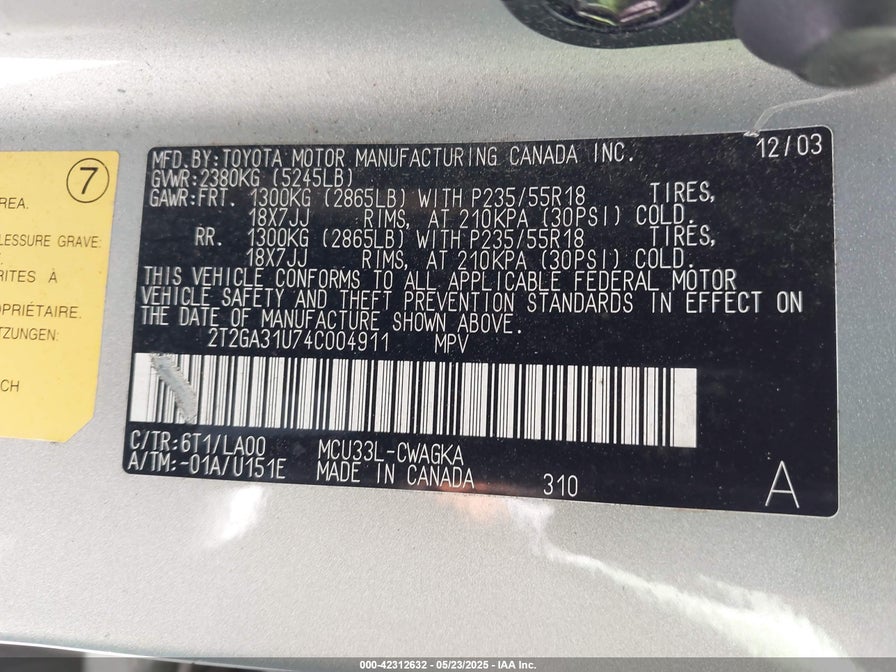 7
REA.
LESSURE GRAVE:
RITES À
OPRIÉTAIRE.
TZUNGEN:
CH
MFD.BY:TOYOTA MOTOR MANUFACTURING CANADA INC. 12/03
GVWR:2380KG (5245LB)
GAWR:FRT. 1300KG (2865LB) WITH P235/55R18 TIRES,
18X7JJ RIMS, AT 210KPA (30PSI) COLD.
RR. 1300KG (2865LB) WITH P235/55R18 TIRES,
18X7JJ RIMS, AT 210KPA (30PSI) COLD.
THIS VEHICLE CONFORMS TO ALL APPLICABLE FEDERAL MOTOR
VEHICLE SAFETY AND THEFT PREVENTION STANDARDS IN EFFECT ON
THE DATE OF MANUFACTURE SHOWN ABOVE.
2T2GA31U74C004911 MPV
C/TR:6T1/LA00 MCU33L-CWAGKA
A/TM:-01A/U151E MADE IN CANADA 310 A
000-42312632 - 05/23/2025 - IAA Inc.